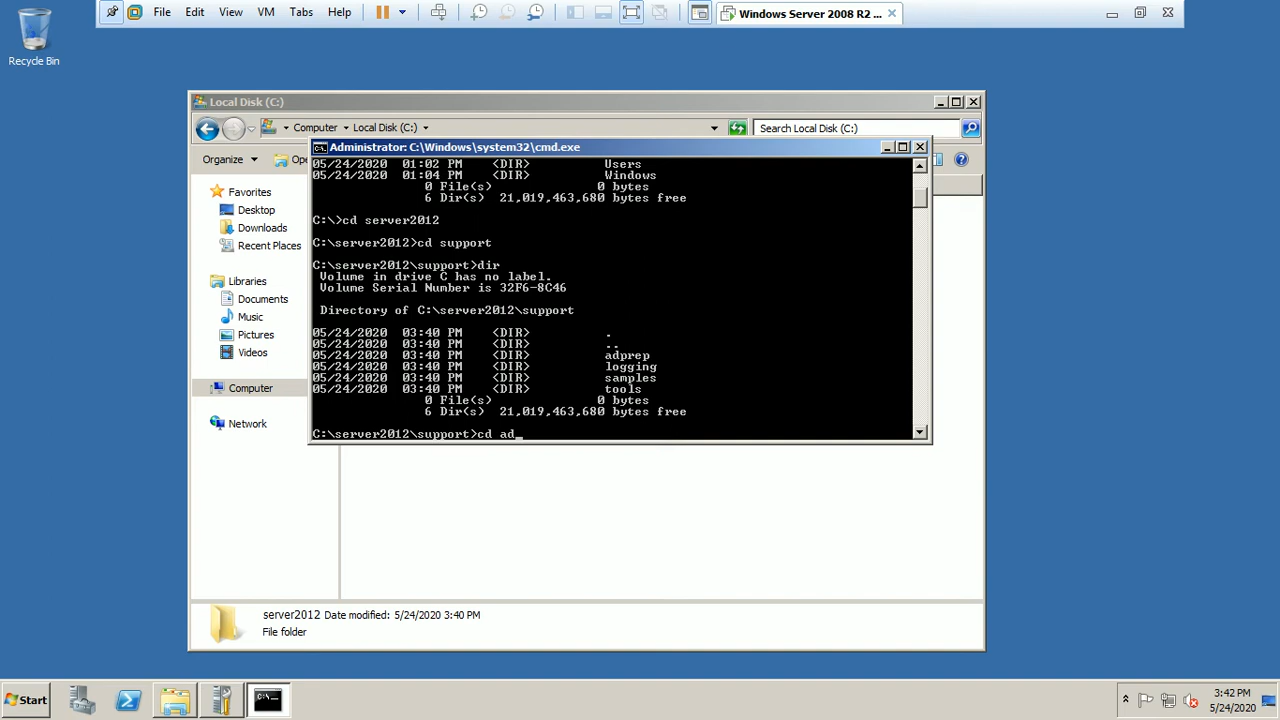 File Edit View VM Tabs Help
Windows Server 2008 R2 ...
Recycle Bin
Local Disk (C:)
Computer Local Disk (C:)
Search Local Disk (C:)
Organize Ope
Favorites
Desktop
Downloads
Recent Places
Libraries
Documents
Music
Pictures
Videos
Computer
Network
Administrator: C:\Windows\system32\cmd.exe
05/24/2020 01:02 PM <DIR> Users
05/24/2020 01:04 PM <DIR> Windows
0 File(s) 0 bytes
6 Dir(s) 21,019,463,680 bytes free
C:\>cd server2012
C:\server2012>cd support
C:\server2012\support>dir
Volume in drive C has no label.
Volume Serial Number is 32F6-8C46
Directory of C:\server2012\support
05/24/2020 03:40 PM <DIR> .
05/24/2020 03:40 PM <DIR> ..
05/24/2020 03:40 PM <DIR> adprep
05/24/2020 03:40 PM <DIR> logging
05/24/2020 03:40 PM <DIR> samples
05/24/2020 03:40 PM <DIR> tools
0 File(s) 0 bytes
6 Dir(s) 21,019,463,680 bytes free
C:\server2012\support>cd ad_
server2012 Date modified: 5/24/2020 3:40 PM
File folder
Start
3:42 PM
5/24/2020